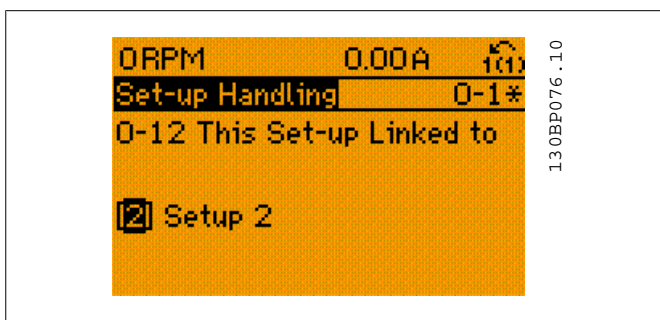 0RPM 0.00A 1(1)
Set-up Handling 0-1*
0-12 This Set-up Linked to
[2] Setup 2
130BP076.10